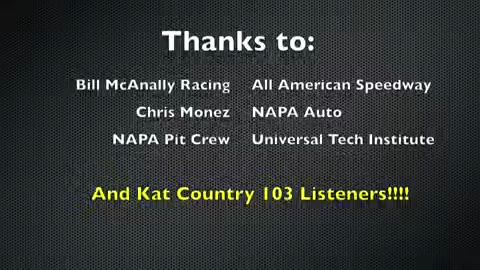 Thanks to:
Bill McAnally Racing All American Speedway
Chris Monez NAPA Auto
NAPA Pit Crew Universal Tech Institute
And Kat Country 103 Listeners!!!!